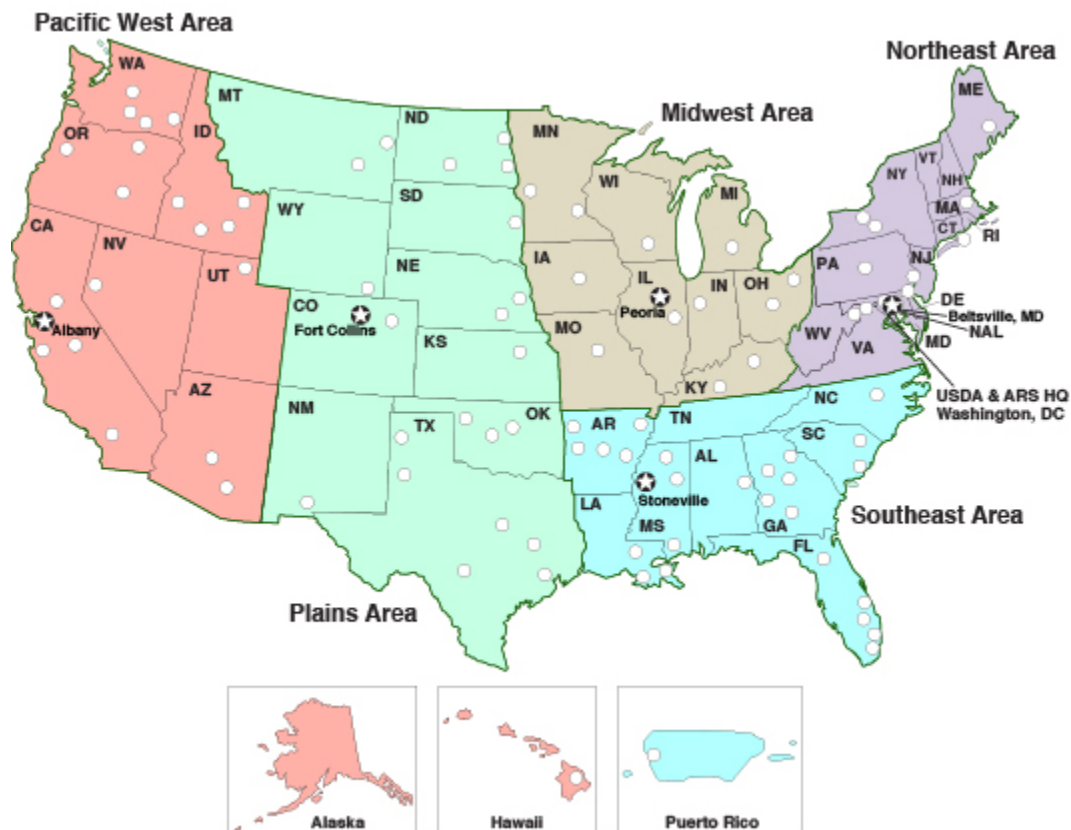 Pacific West Area
Northeast Area
Midwest Area
WA
MT
ND
MN
ME
OR
ID
VT
NY
NH
WI
MI
SD
WY
MA
CT
RI
CA
NV
UT
NE
IA
PA
NJ
IL
IN
OH
CO
Peoria
DE
Beltsville, MD
NAL
Albany
Fort Collins
MO
KS
WV
VA
MD
KY
AZ
NM
TX
OK
AR
TN
NC
SC
USDA & ARS HQ
Washington, DC
AL
LA
Stoneville
MS
GA
FL
Southeast Area
Plains Area
Alaska
Hawaii
Puerto Rico